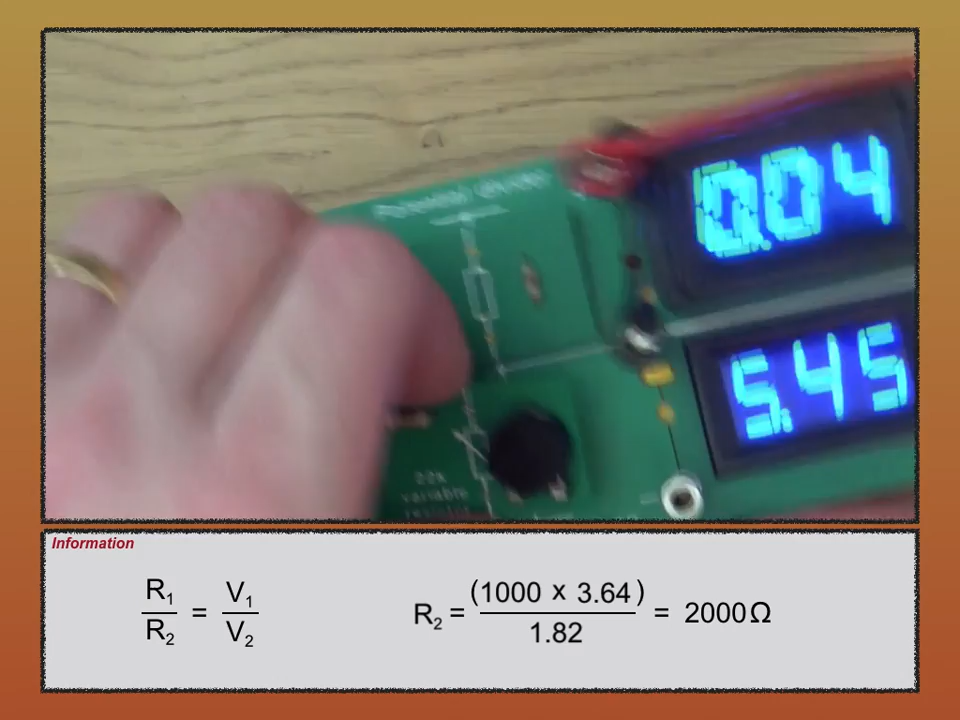 0.04
5.45
22k
variable
Information
R1/R2 = V1/V2
R2 = (1000 x 3.64)/1.82 = 2000Ω